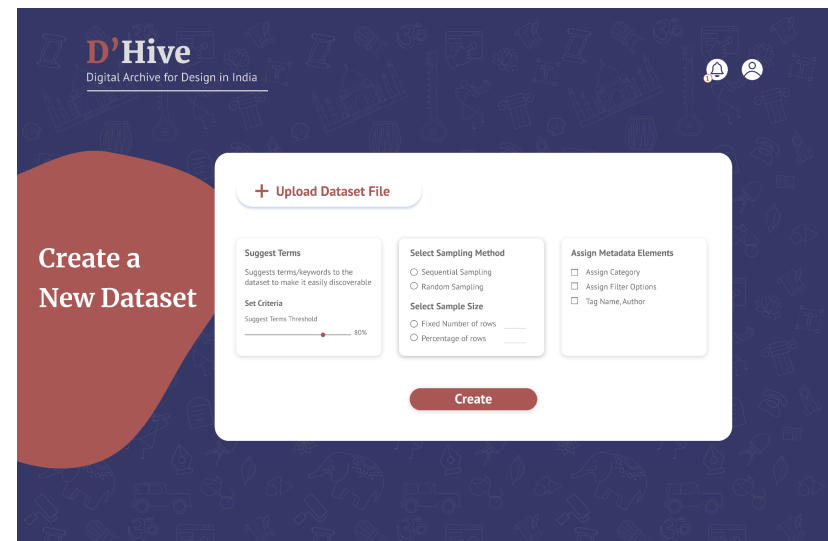 D’Hive
Digital Archive for Design in India
1
Create a
New Dataset
+ Upload Dataset File
Suggest Terms
Suggests terms/keywords to the
dataset to make it easily discoverable
Set Criteria
Suggest Terms Threshold
80%
Select Sampling Method
Sequential Sampling
Random Sampling
Select Sample Size
Fixed Number of rows
Percentage of rows
Assign Metadata Elements
Assign Category
Assign Filter Options
Tag Name, Author
Create